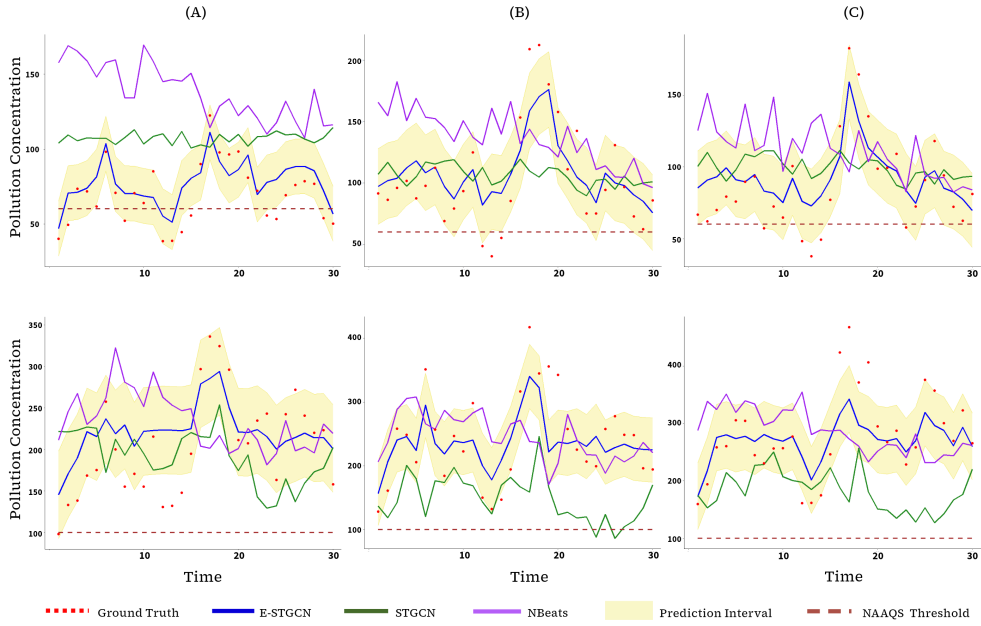 (A) (B) (C)
Pollution Concentration
150
100
50
10 20 30
200
150
100
50
10 20 30
150
100
50
10 20 30
Pollution Concentration
350
300
250
200
150
100
10 20 30
Time
400
300
200
100
10 20 30
Time
400
300
200
100
10 20 30
Time
Ground Truth E-STGCN STGCN NBeats Prediction Interval NAAQS Threshold